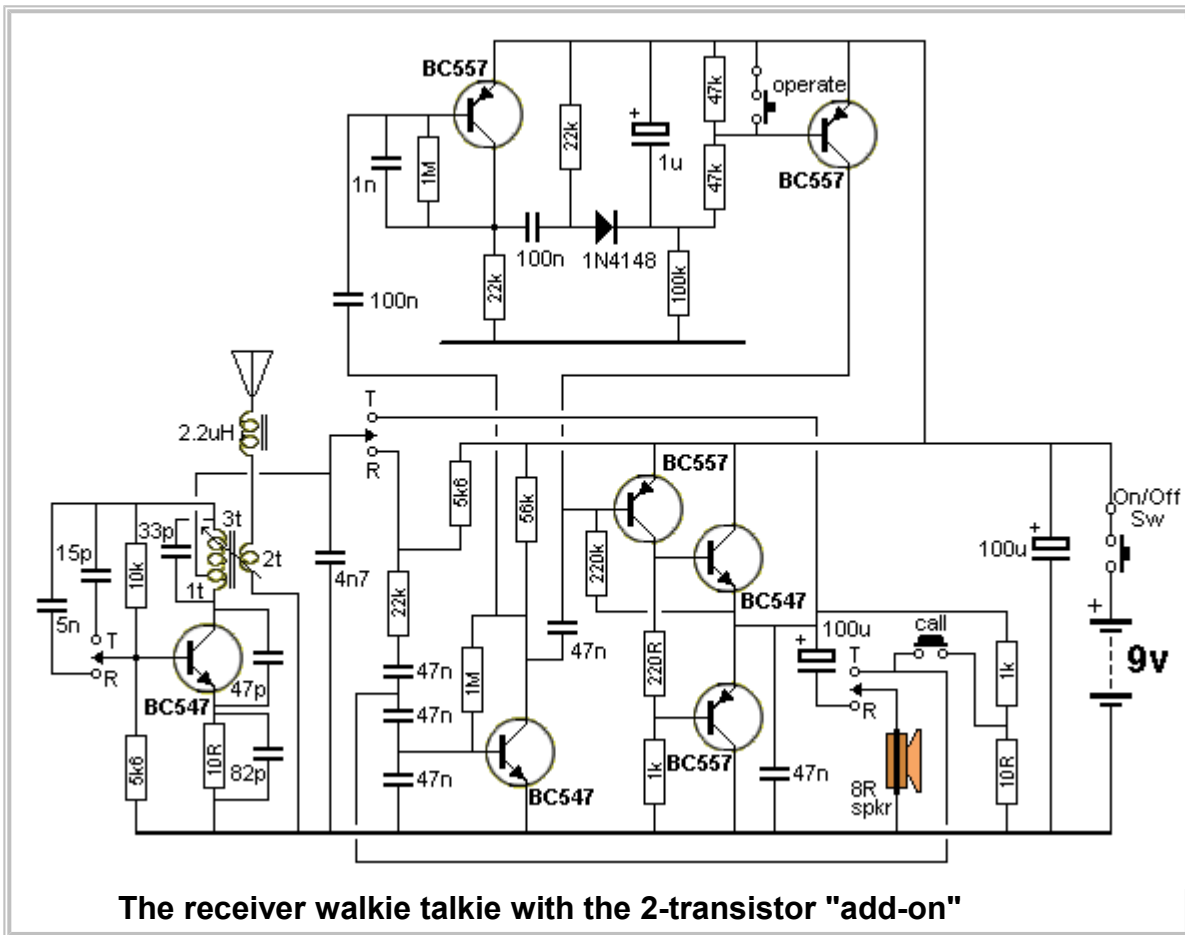 BC557
operate
47k
22k
+
1u
1n
1M
47k
BC557
100n
1N4148
22k
100k
100n
T
R
2.2uH
5k6
56k
BC557
On/Off
Sw
33p
3t
15p
10k
2t
1t
5n
T
R
4n7
22k
220k
BC547
+
100u
+
9v
47n
100u
+
call
T
R
1k
47p
BC547
47n
1M
220R
47n
5k6
10R
82p
47n
BC547
1k
BC557
47n
8R
spkr
10R
The receiver walkie talkie with the 2-transistor "add-on"